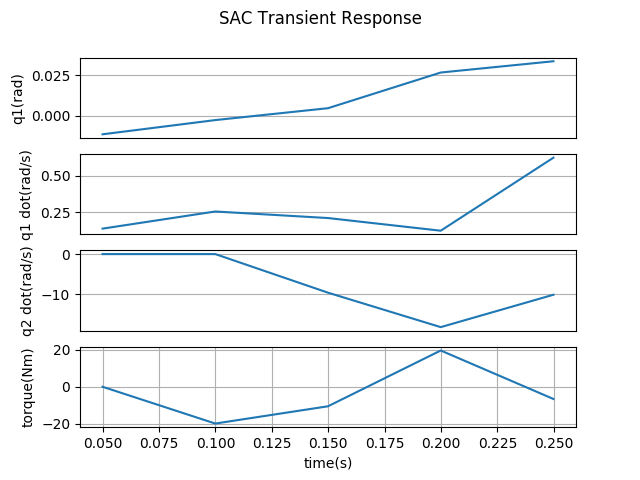 SAC Transient Response
q1(rad)
0.025
0.000
q1 dot(rad/s)
0.50
0.25
q2 dot(rad/s)
0
−10
torque(Nm)
20
0
−20
0.050 0.075 0.100 0.125 0.150 0.175 0.200 0.225 0.250
time(s)